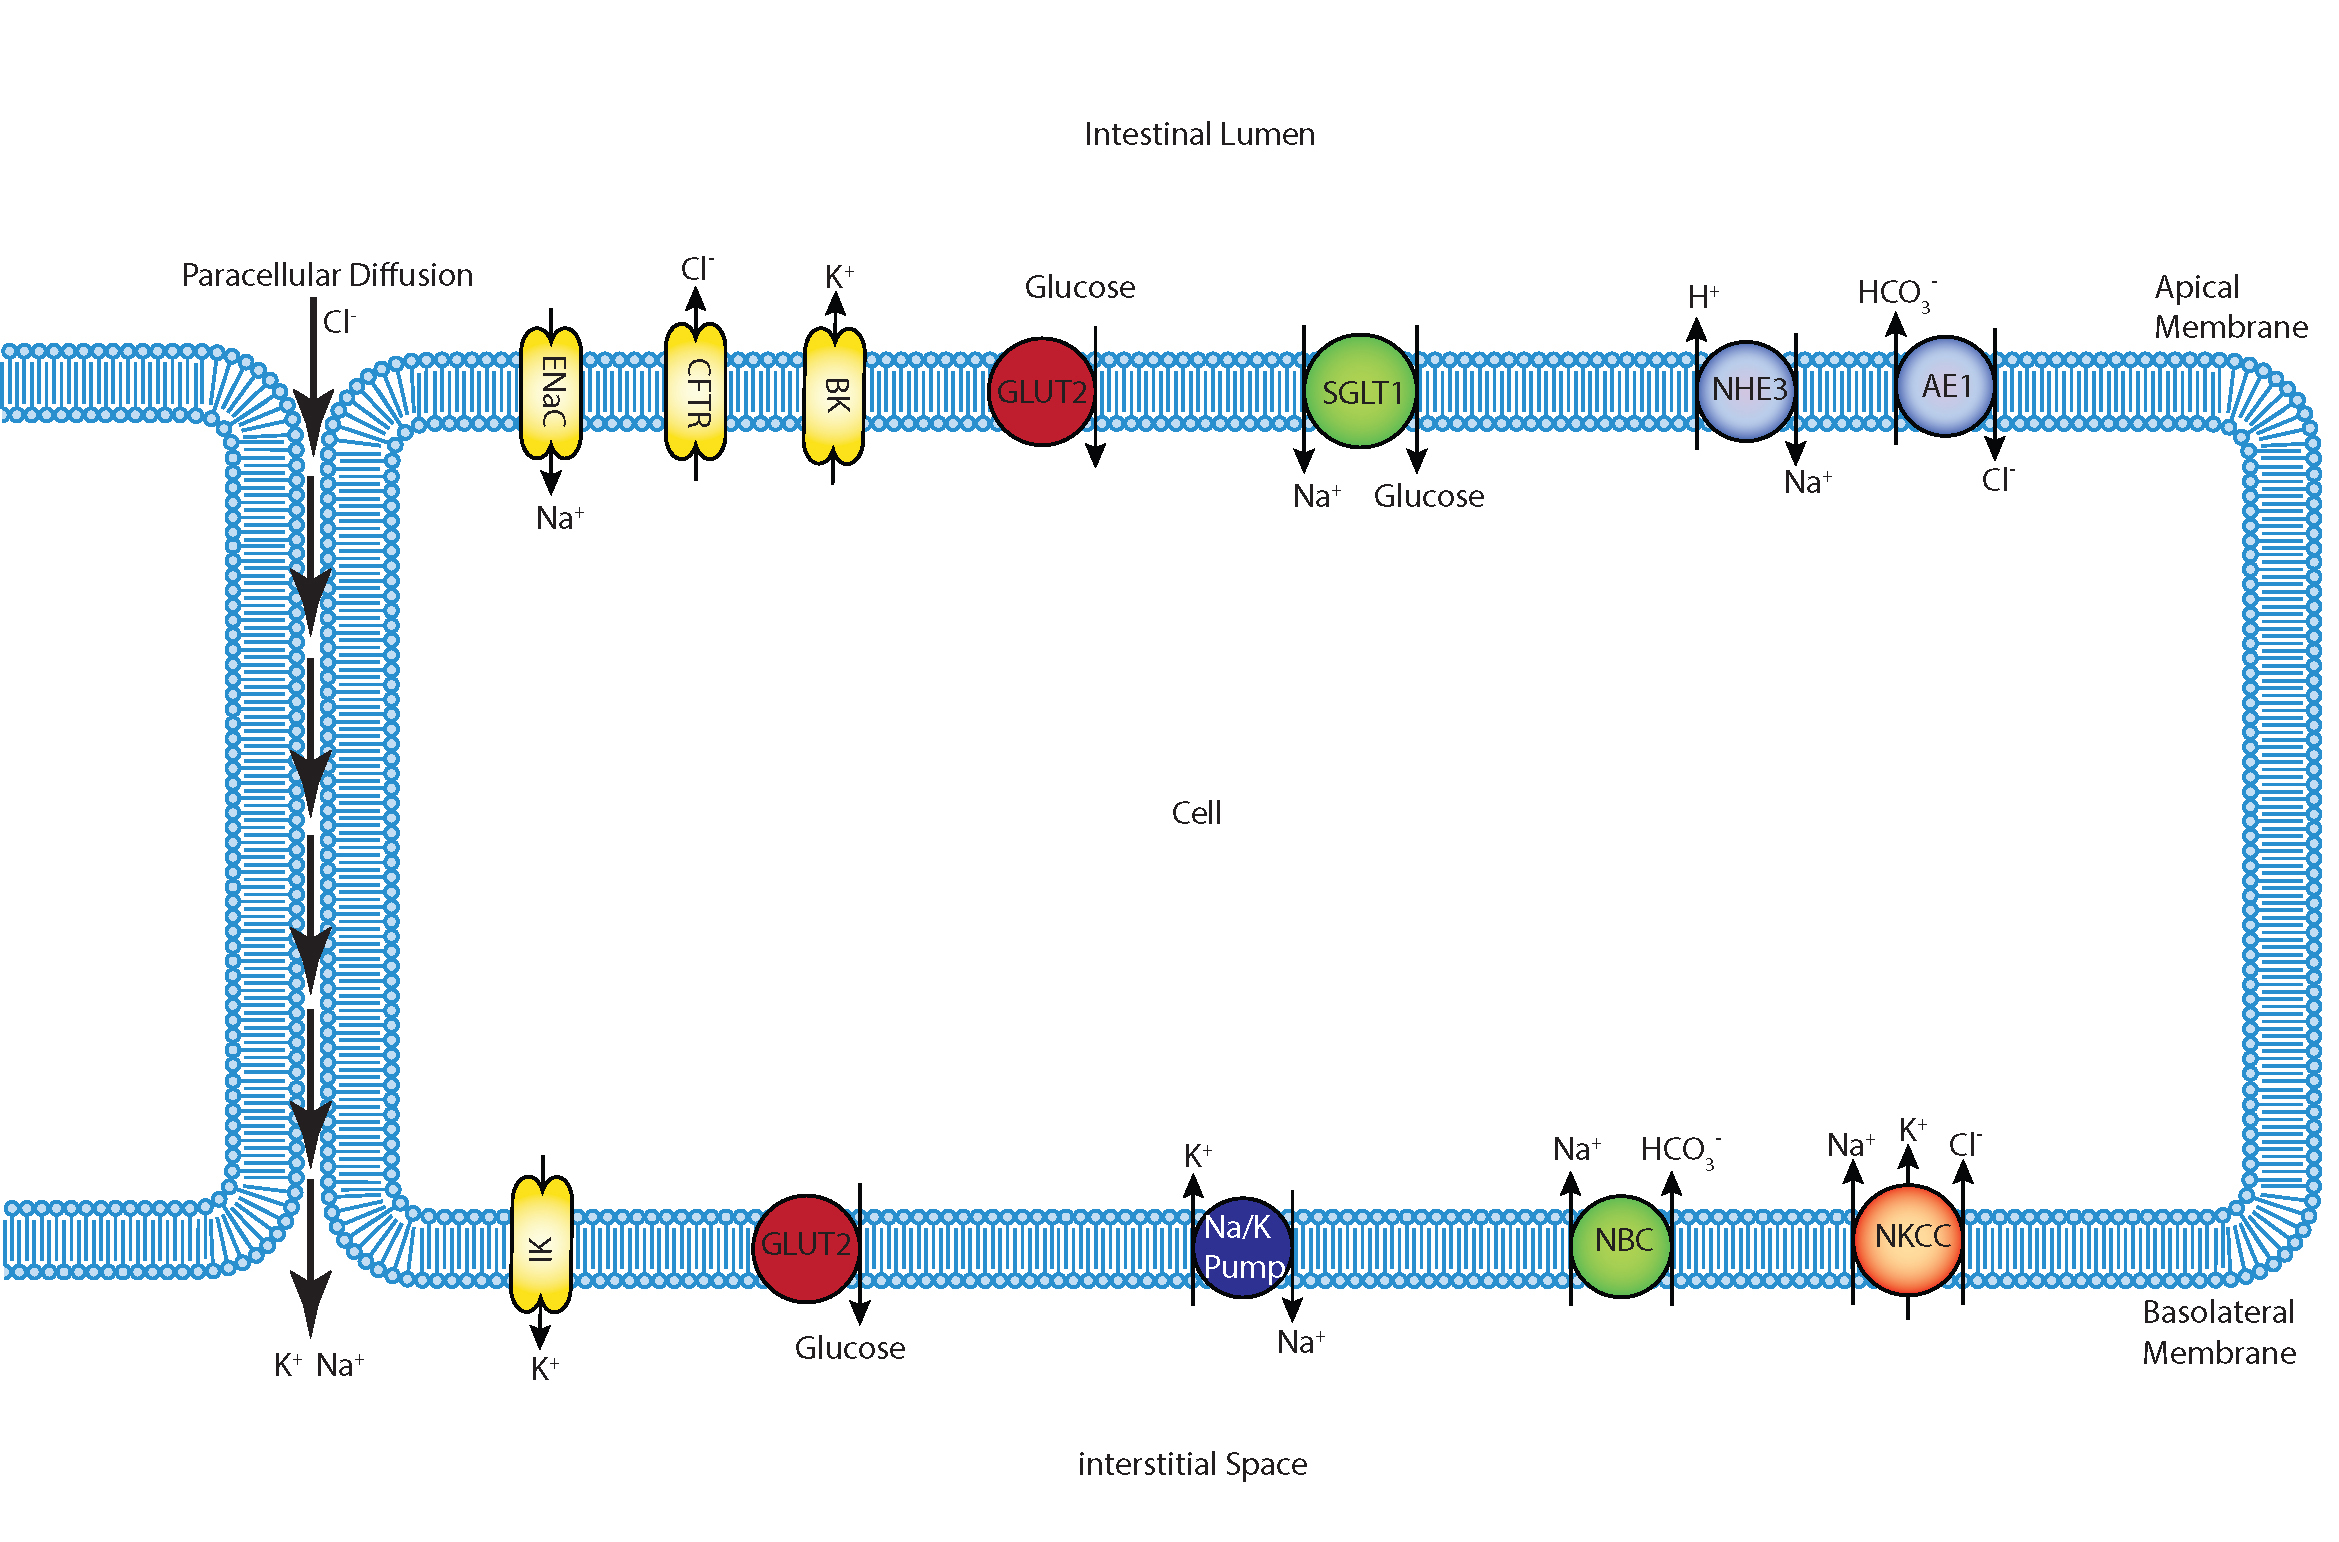 Intestinal Lumen
Paracellular Diffusion
Cl⁻
Cl⁻
K⁺
Glucose
H⁺
HCO₃⁻
Apical
Membrane
ENaC
CFTR
BK
GLUT2
SGLT1
NHE3
AE1
Na⁺
Na⁺
Glucose
Na⁺
Cl⁻
Cell
K⁺
Na⁺
HCO₃⁻
Na⁺
K⁺
Cl⁻
IK
GLUT2
Na/K
Pump
NBC
NKCC
K⁺ Na⁺
K⁺
Glucose
Na⁺
Basolateral
Membrane
interstitial Space